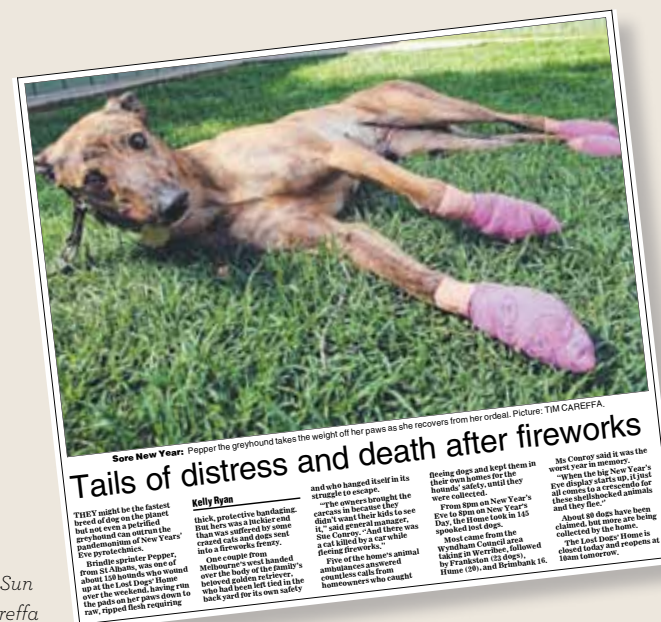 Sore New Year: Pepper the greyhound takes the weight off her paws as she recovers from her ordeal. Picture: TIM CAREFFA.
Tails of distress and death after fireworks
THEY might be the fastest
breed of dog on the planet
but not even a petrified
greyhound can outrun the
pandemonium of New Years'
Eve pyrotechnics.
Brindle sprinter Pepper,
from St Albans, was one of
about 150 hounds who wound
up at the Lost Dogs' Home
over the weekend, having run
the pads on her paws down to
raw, ripped flesh requiring
Kelly Ryan
thick, protective bandaging.
But hers was a luckier end
than was suffered by some
crazed cats and dogs sent
into a fireworks frenzy.
One couple from
Melbourne's west handed
over the body of the family's
beloved golden retriever,
who had been left tied in the
back yard for its own safety
and who hanged itself in its
struggle to escape.
"The owners brought the
carcass in because they
didn't want their kids to see
it," said general manager,
Sue Conroy. "And there was
a cat killed by a car while
fleeing fireworks."
Five of the home's animal
ambulances answered
countless calls from
homeowners who caught
fleeing dogs and kept them in
their own homes for the
hounds' safety, until they
were collected.
From 8pm on New Year's
Eve to 8pm on New Year's
Day, the Home took in 145
spooked lost dogs.
Most came from the
Wyndham Council area
taking in Werribee, followed
by Frankston (23 dogs),
Hume (20), and Brimbank 16.
Ms Conroy said it was the
worst year in memory.
"When the big New Year's
Eve display starts up, it just
all comes to a crescendo for
these shellshocked animals
and they flee."
About 80 dogs have been
claimed, but more are being
collected by the home.
The Lost Dogs' Home is
closed today and reopens at
10am tomorrow.
Sun
reffa